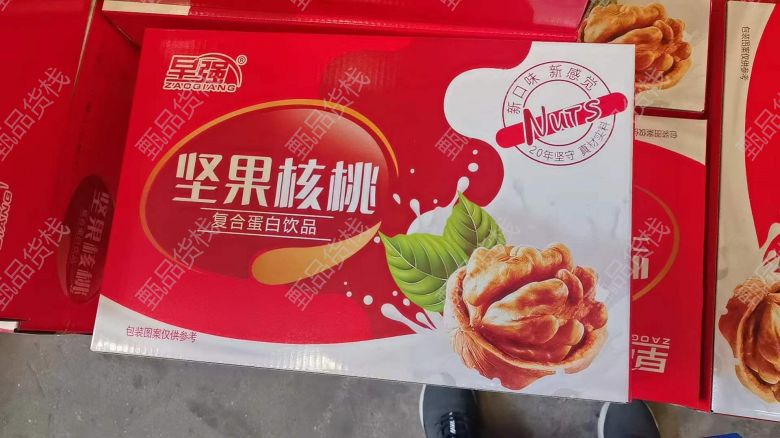 皂强®
ZAOQIANG
新口味 新感觉
NUTS
20年坚守 真材实料
坚果核桃
复合蛋白饮品
包装图案仅供参考
甄品货栈